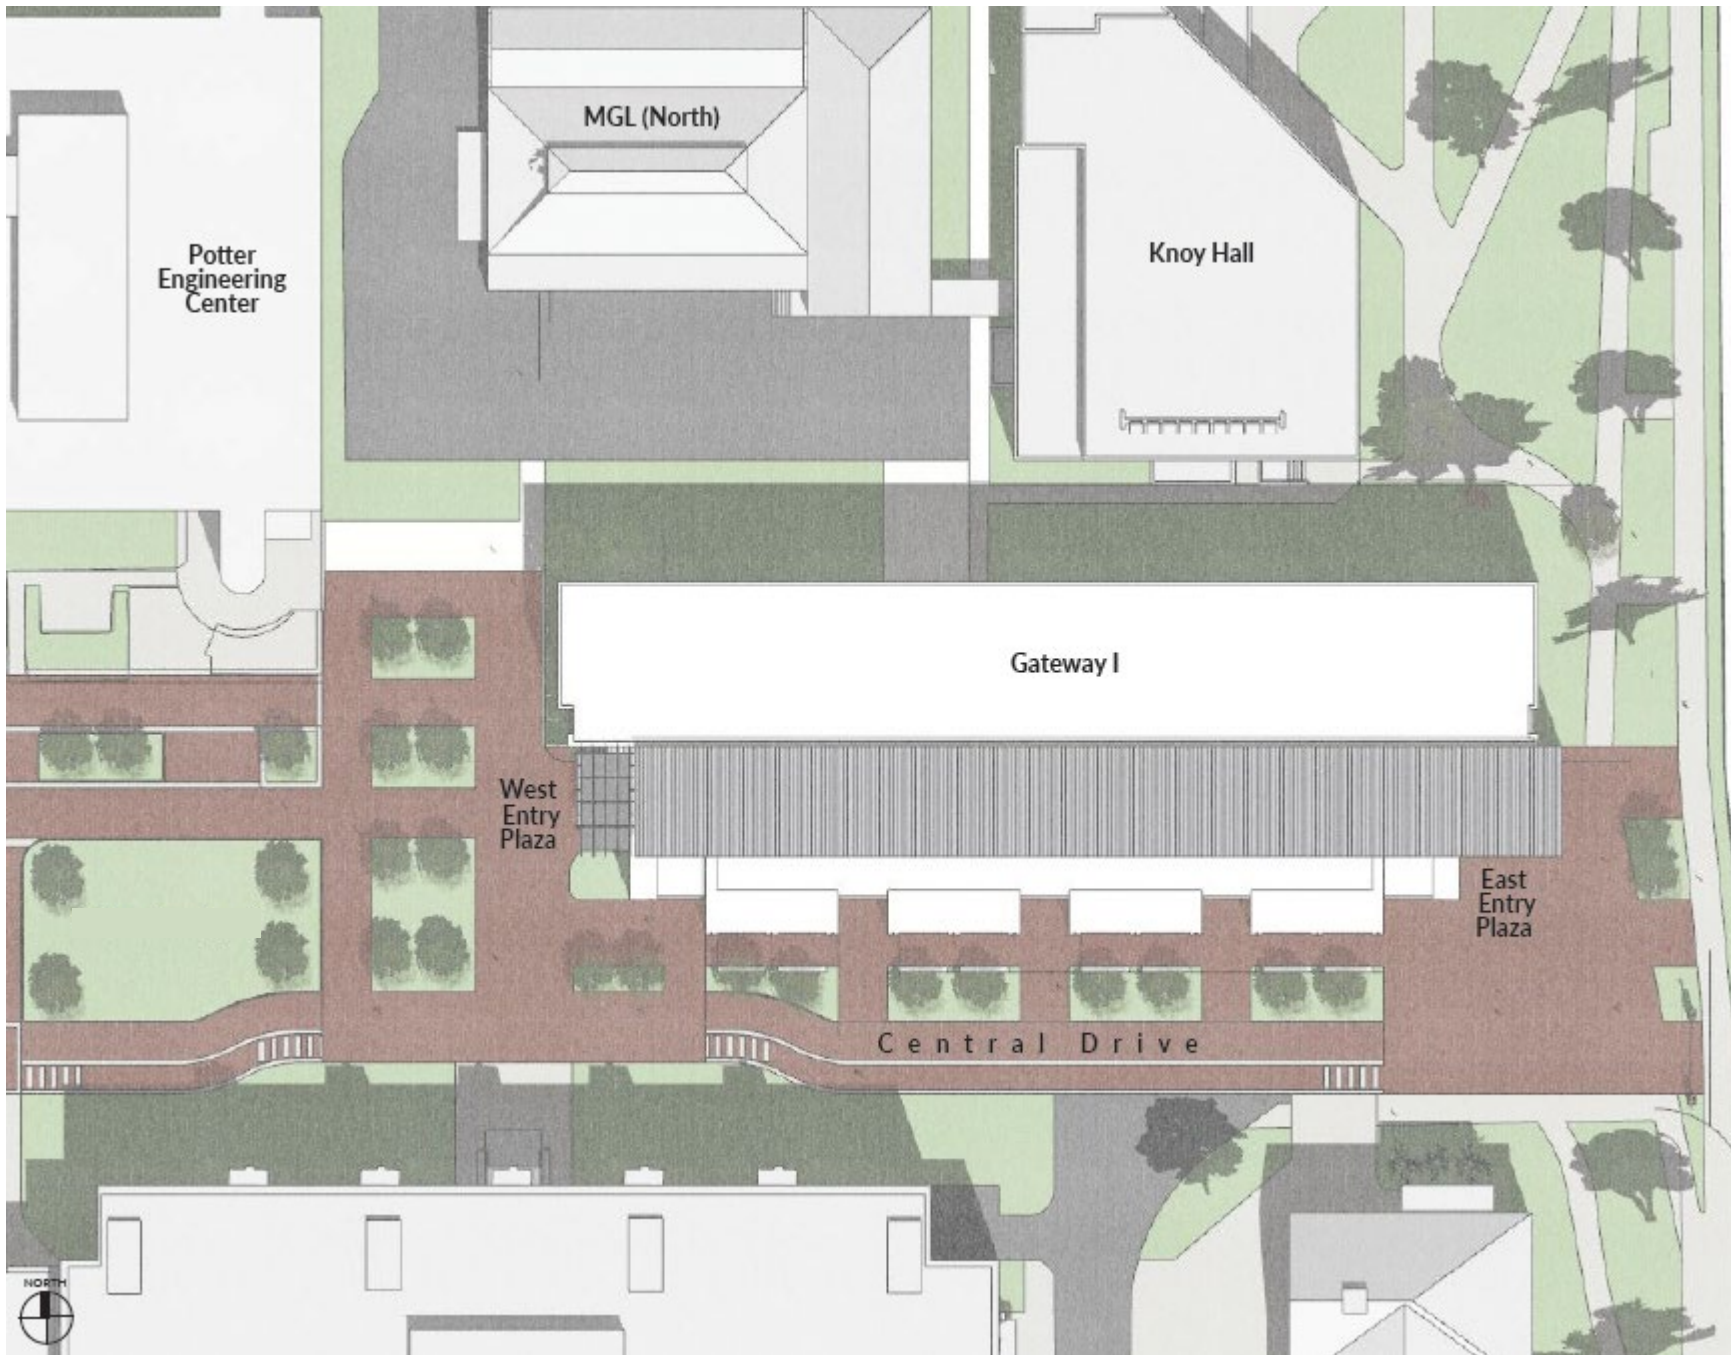 MGL (North)
Potter
Engineering
Center
Knoy Hall
Gateway I
West
Entry
Plaza
East
Entry
Plaza
Central Drive
NORTH